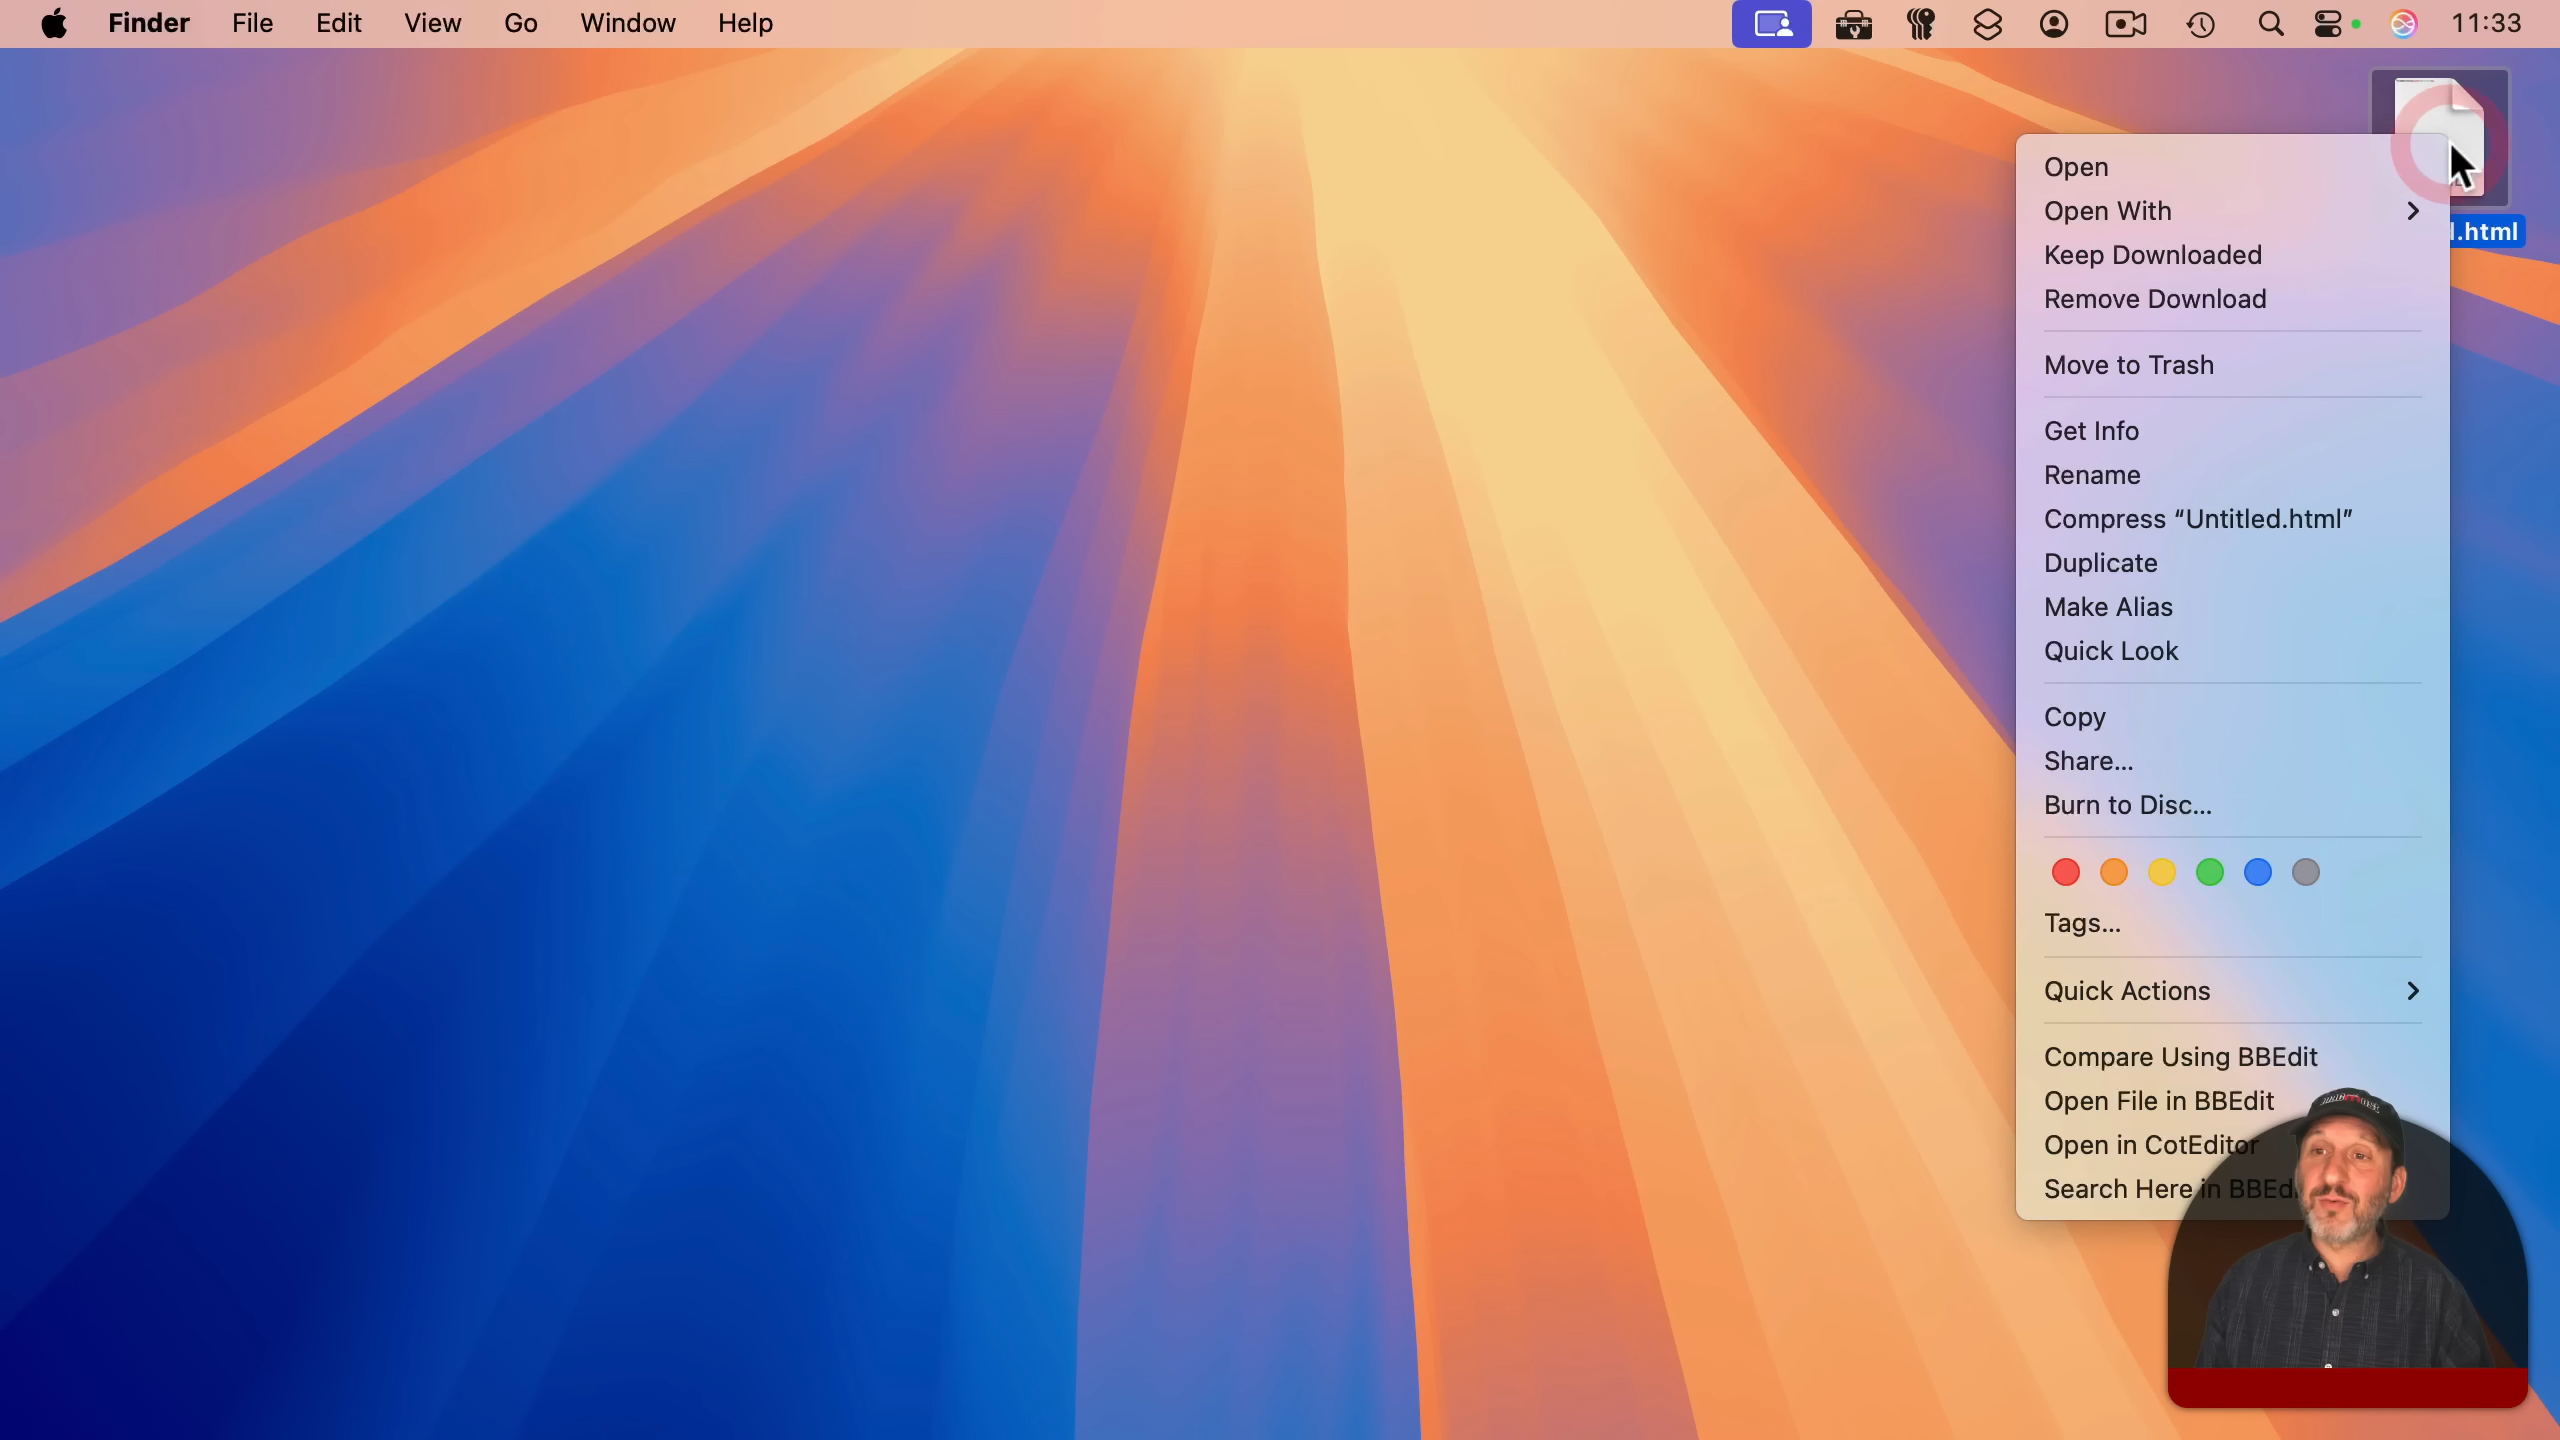 Finder File Edit View Go Window Help 11:33
l.html
Open
Open With
Keep Downloaded
Remove Download
Move to Trash
Get Info
Rename
Compress “Untitled.html”
Duplicate
Make Alias
Quick Look
Copy
Share...
Burn to Disc...
Tags...
Quick Actions
Compare Using BBEdit
Open File in BBEdit
Open in CotEditor
Search Here in BBEd